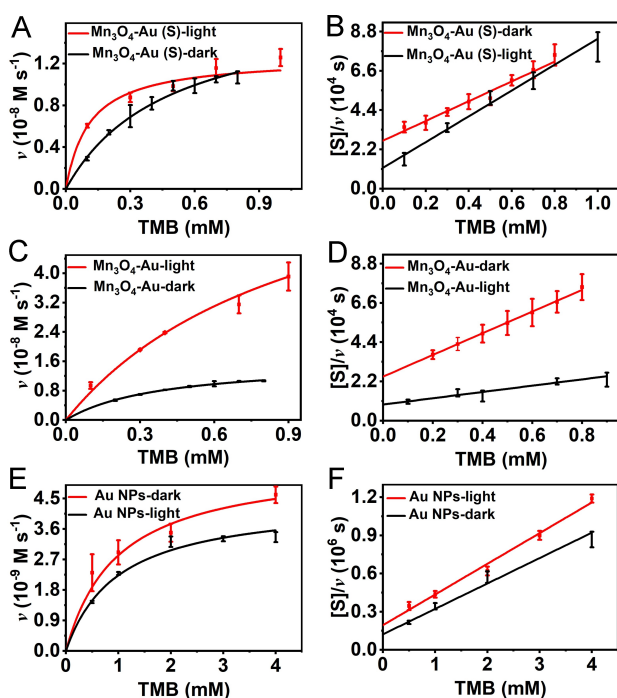 A
Mn₃O₄-Au (S)-light
Mn₃O₄-Au (S)-dark
ν (10⁻⁸ M s⁻¹)
1.2
0.8
0.4
0.0
0.0 0.3 0.6 0.9
TMB (mM)
B
Mn₃O₄-Au (S)-dark
Mn₃O₄-Au (S)-light
[S]/ν (10⁴ s)
8.8
6.6
4.4
2.2
0.0
0.0 0.2 0.4 0.6 0.8 1.0
TMB (mM)
C
Mn₃O₄-Au-light
Mn₃O₄-Au-dark
ν (10⁻⁸ M s⁻¹)
4.0
3.2
2.4
1.6
0.8
0.0
0.0 0.3 0.6 0.9
TMB (mM)
D
Mn₃O₄-Au-dark
Mn₃O₄-Au-light
[S]/ν (10⁴ s)
8.8
6.6
4.4
2.2
0.0
0.0 0.2 0.4 0.6 0.8
TMB (mM)
E
Au NPs-dark
Au NPs-light
ν (10⁻⁹ M s⁻¹)
4.5
3.6
2.7
1.8
0.9
0.0
0 1 2 3 4
TMB (mM)
F
Au NPs-light
Au NPs-dark
[S]/ν (10⁶ s)
1.2
0.9
0.6
0.3
0.0
0 1 2 3 4
TMB (mM)